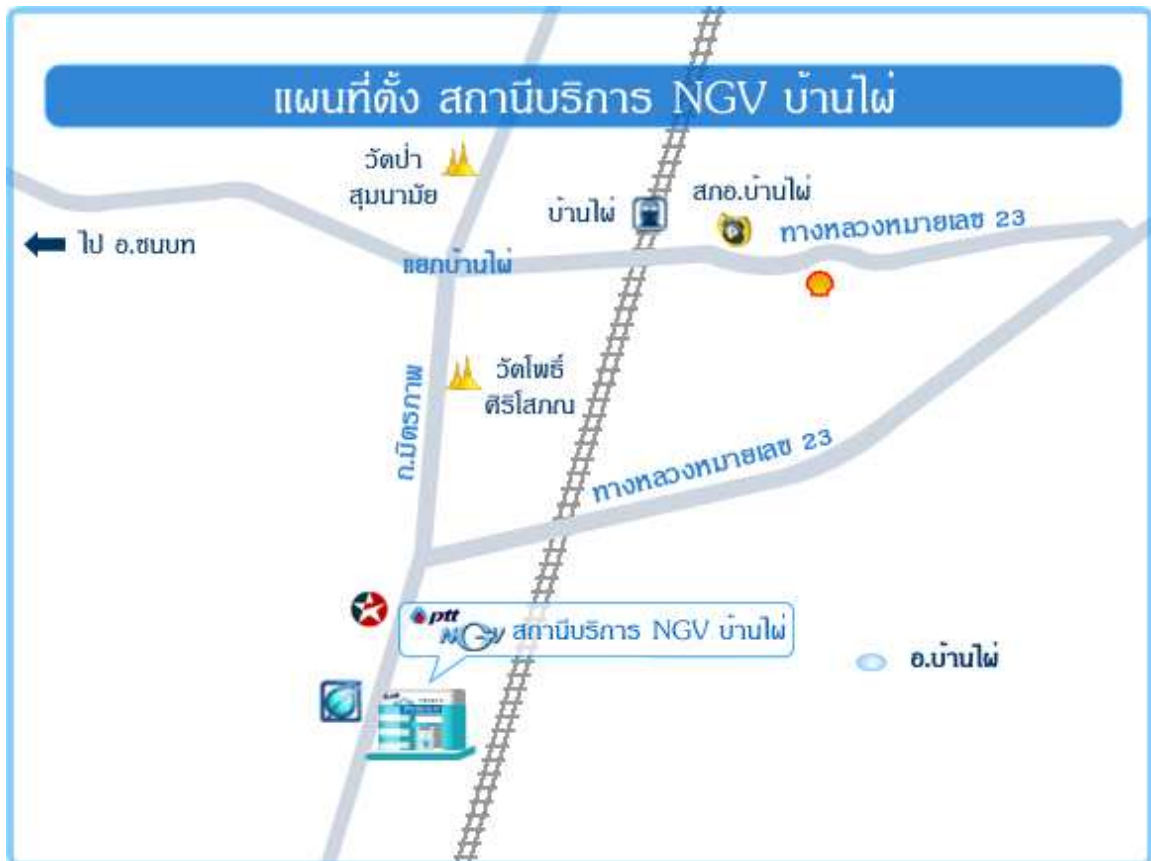 แผนที่ตั้ง สถานีบริการ NGV บ้านไผ่
วัดป่า
สุมนามัย
บ้านไผ่
สภอ.บ้านไผ่
ทางหลวงหมายเลข 23
ไป อ.ชนบท
แยกบ้านไผ่
วัดโพธิ์
ศิริโสภณ
ถ.มิตรภาพ
ทางหลวงหมายเลข 23
ptt
NGV สถานีบริการ NGV บ้านไผ่
อ.บ้านไผ่